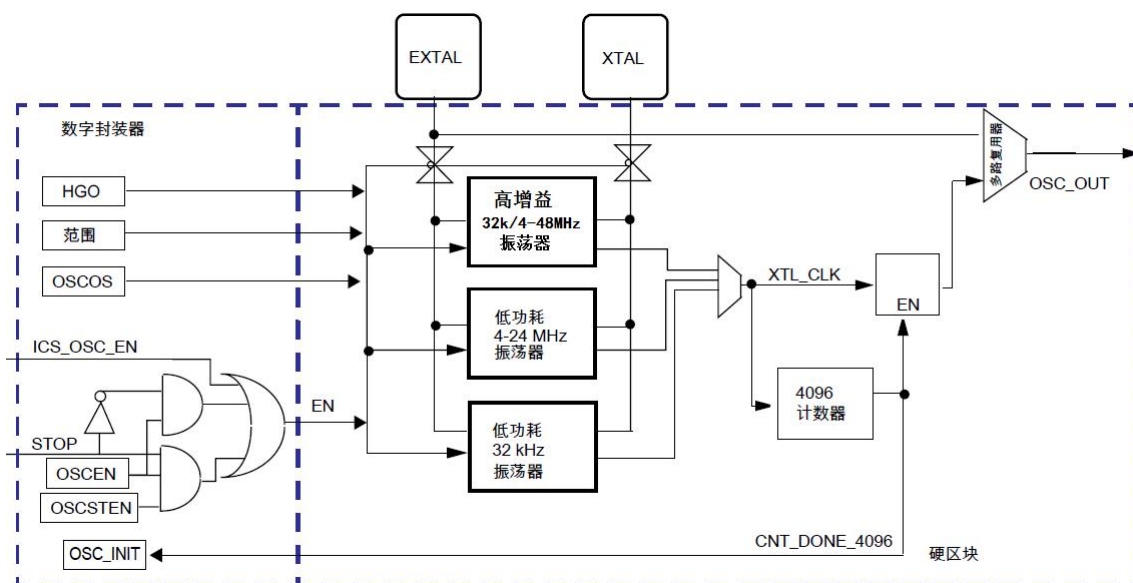 EXTAL
XTAL
数字封装器
多路复用器
HGO
高增益
32k/4-48MHz
振荡器
OSC_OUT
范围
OSCOS
XTL_CLK
EN
低功耗
4-24 MHz
振荡器
ICS_OSC_EN
4096
计数器
EN
低功耗
32 kHz
振荡器
STOP
OSCEN
OSCSTEN
OSC_INIT
CNT_DONE_4096
硬区块